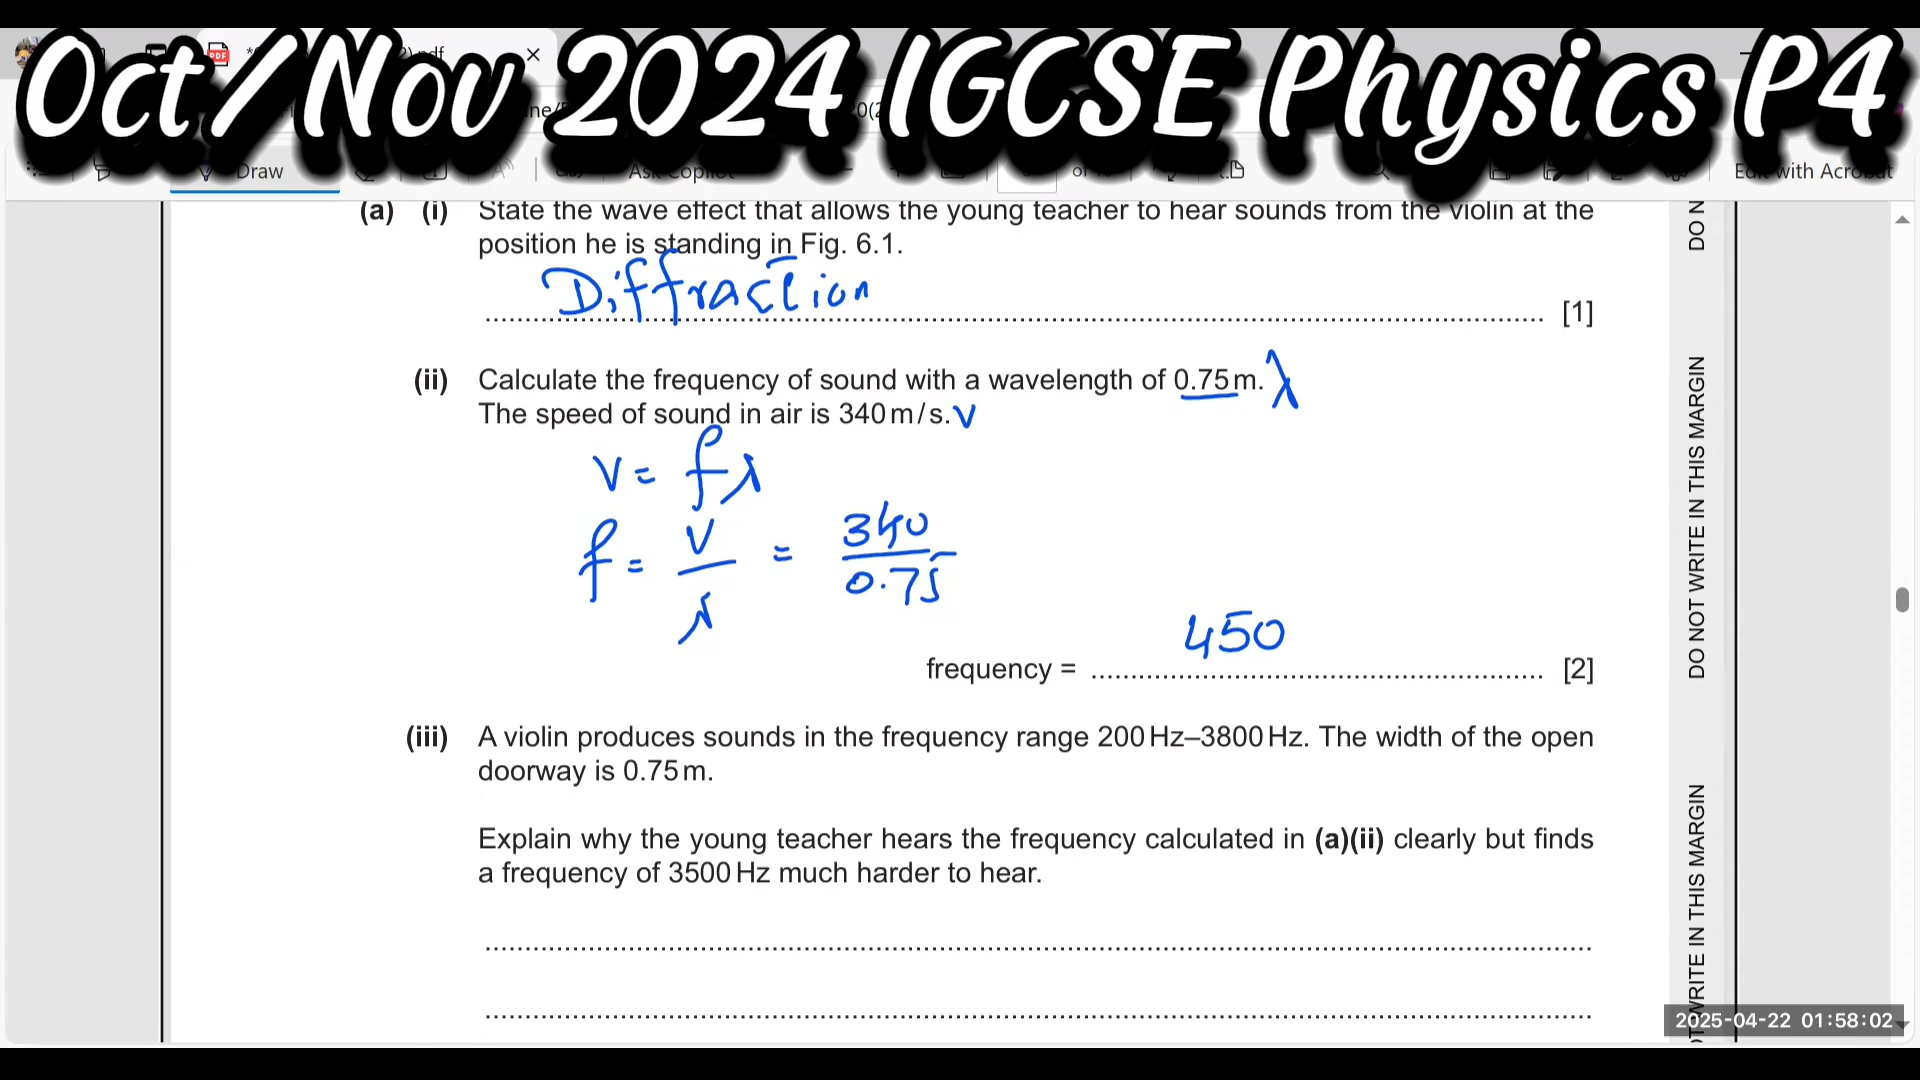 Oct/Nov 2024 IGCSE Physics P4
Draw
Ask Copilot
Edit with Acrobat
(a) (i) State the wave effect that allows the young teacher to hear sounds from the violin at the
position he is standing in Fig. 6.1.
Diffraction
[1]
(ii) Calculate the frequency of sound with a wavelength of 0.75 m. λ
The speed of sound in air is 340 m/s. v
v = fλ
f = v/λ = 340/0.75
450
frequency = [2]
(iii) A violin produces sounds in the frequency range 200 Hz–3800 Hz. The width of the open
doorway is 0.75 m.
Explain why the young teacher hears the frequency calculated in (a)(ii) clearly but finds
a frequency of 3500 Hz much harder to hear.
DO N
DO NOT WRITE IN THIS MARGIN
WRITE IN THIS MARGIN
2025-04-22 01:58:02